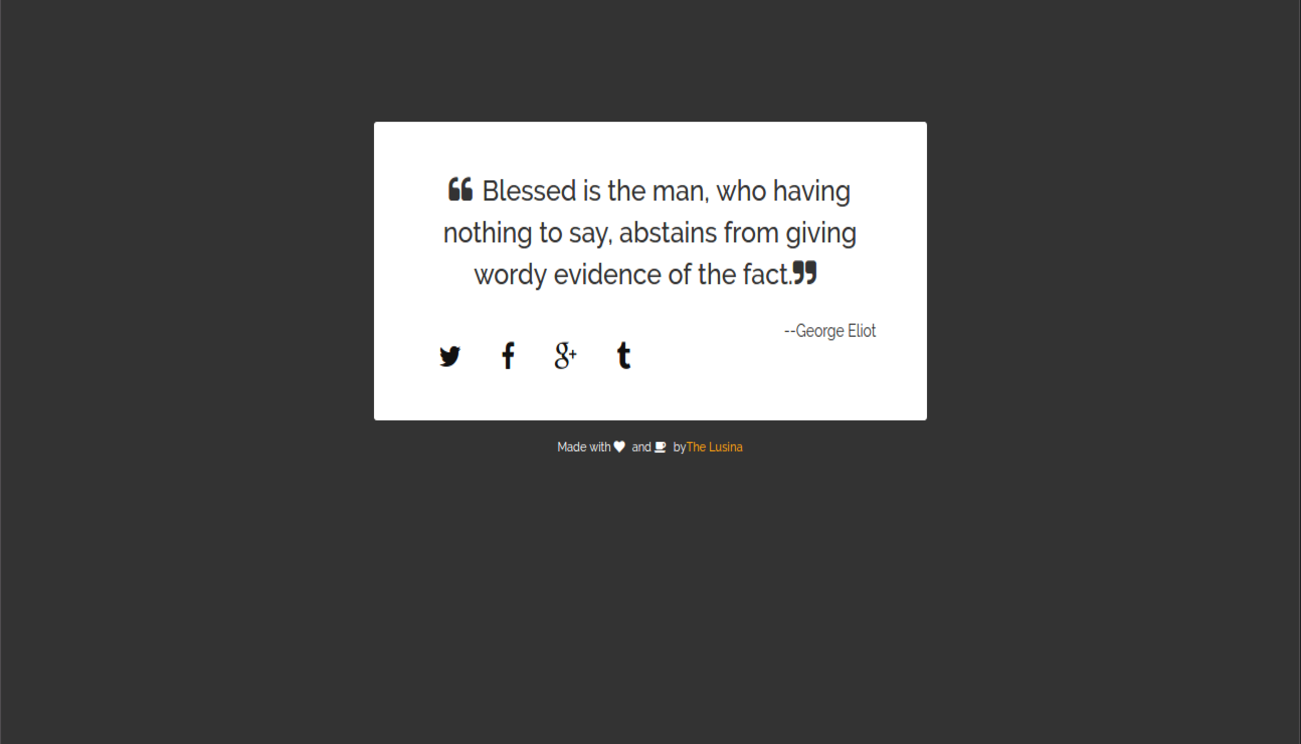 ❝ Blessed is the man, who having
nothing to say, abstains from giving
wordy evidence of the fact.❞
--George Eliot
f g+ t
Made with ♥ and ☕ byThe Lusina